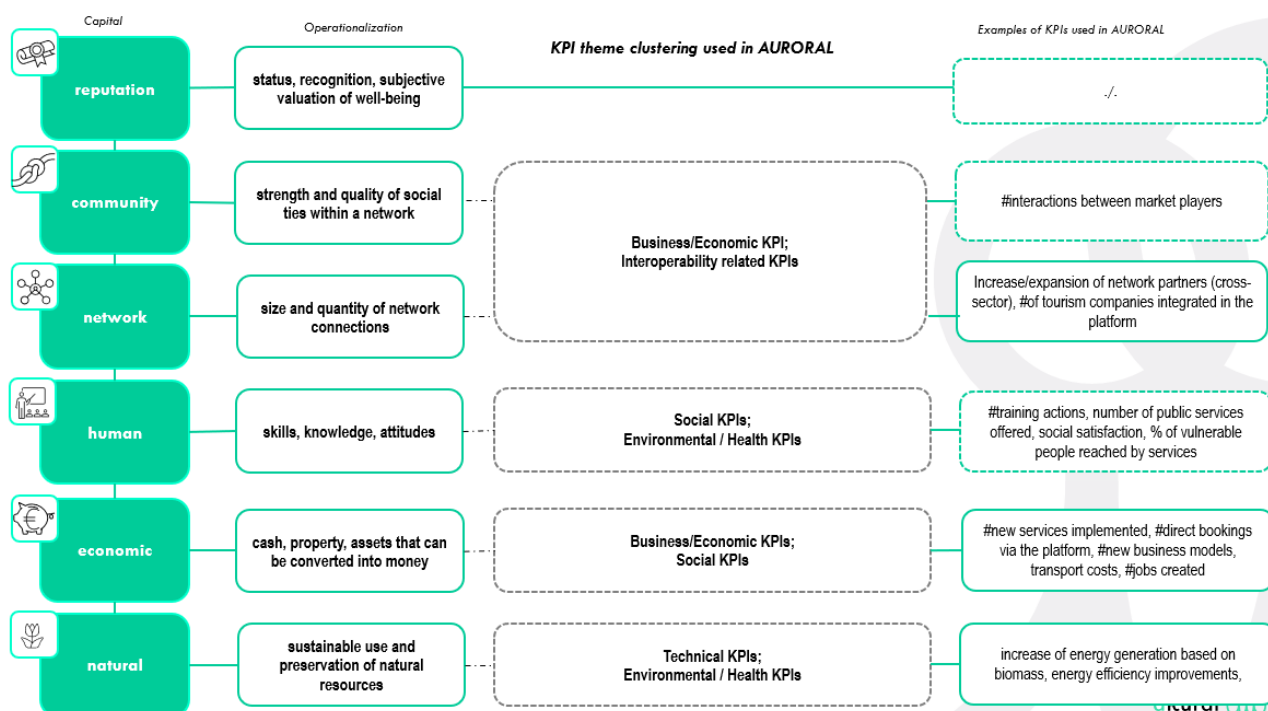 Capital
Operationalization
KPI theme clustering used in AURORAL
Examples of KPIs used in AURORAL
reputation
status, recognition, subjective
valuation of well-being
-/-
community
strength and quality of social
ties within a network
Business/Economic KPI;
Interoperability related KPIs
#interactions between market players
network
size and quantity of network
connections
Increase/expansion of network partners (cross-
sector), #of tourism companies integrated in the
platform
human
skills, knowledge, attitudes
Social KPIs;
Environmental / Health KPIs
#training actions, number of public services
offered, social satisfaction, % of vulnerable
people reached by services
economic
cash, property, assets that can
be converted into money
Business/Economic KPIs;
Social KPIs
#new services implemented, #direct bookings
via the platform, #new business models,
transport costs, #jobs created
natural
sustainable use and
preservation of natural
resources
Technical KPIs;
Environmental / Health KPIs
increase of energy generation based on
biomass, energy efficiency improvements,